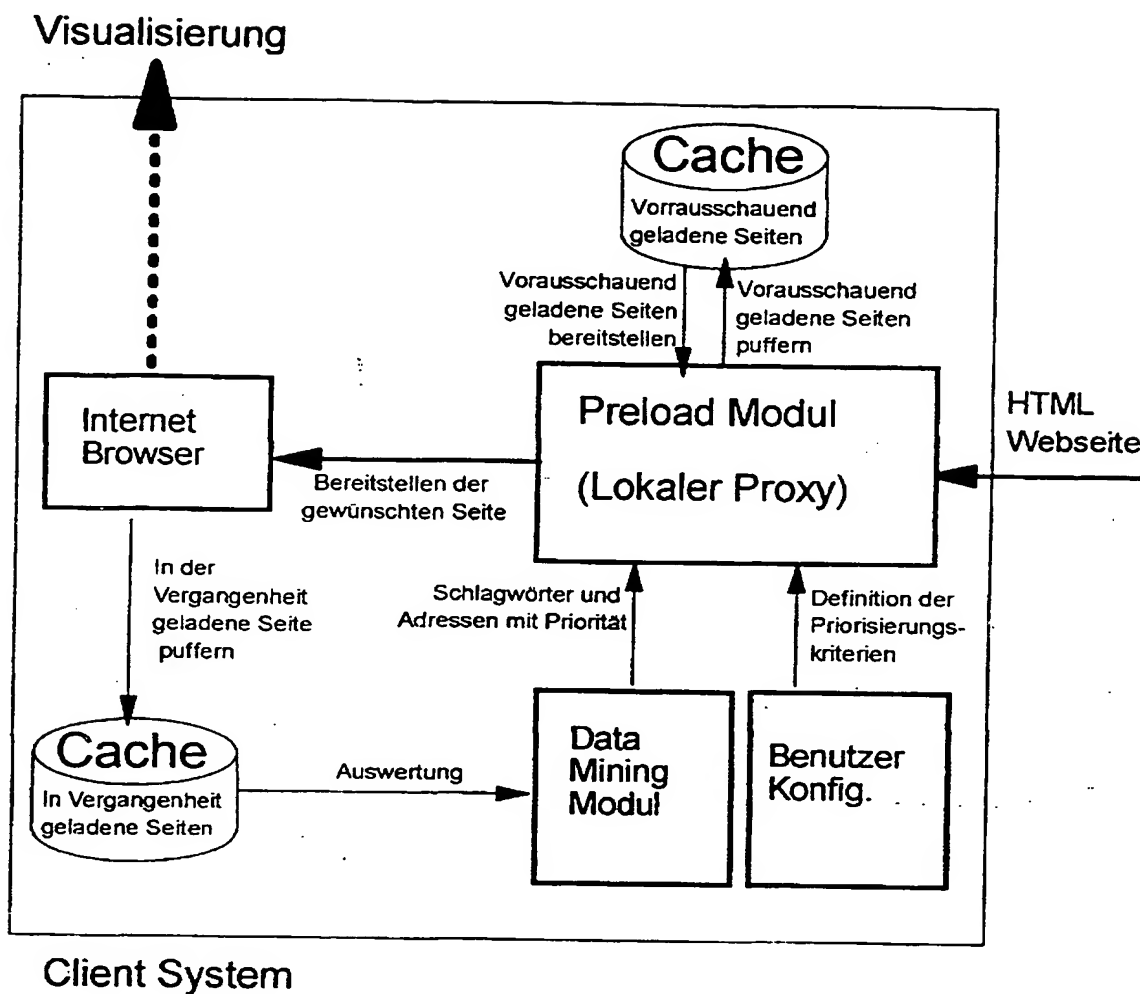 Visualisierung
Cache
Vorrausschauend
geladene Seiten
Vorausschauend
geladene Seiten
bereitstellen
Vorausschauend
geladene Seiten
puffern
Internet
Browser
Preload Modul
(Lokaler Proxy)
HTML
Webseite
Bereitstellen der
gewünschten Seite
In der
Vergangenheit
geladene Seite
puffern
Schlagwörter und
Adressen mit Priorität
Definition der
Priorisierungs-
kriterien
Cache
In Vergangenheit
geladene Seiten
Auswertung
Data
Mining
Modul
Benutzer
Konfig.
Client System